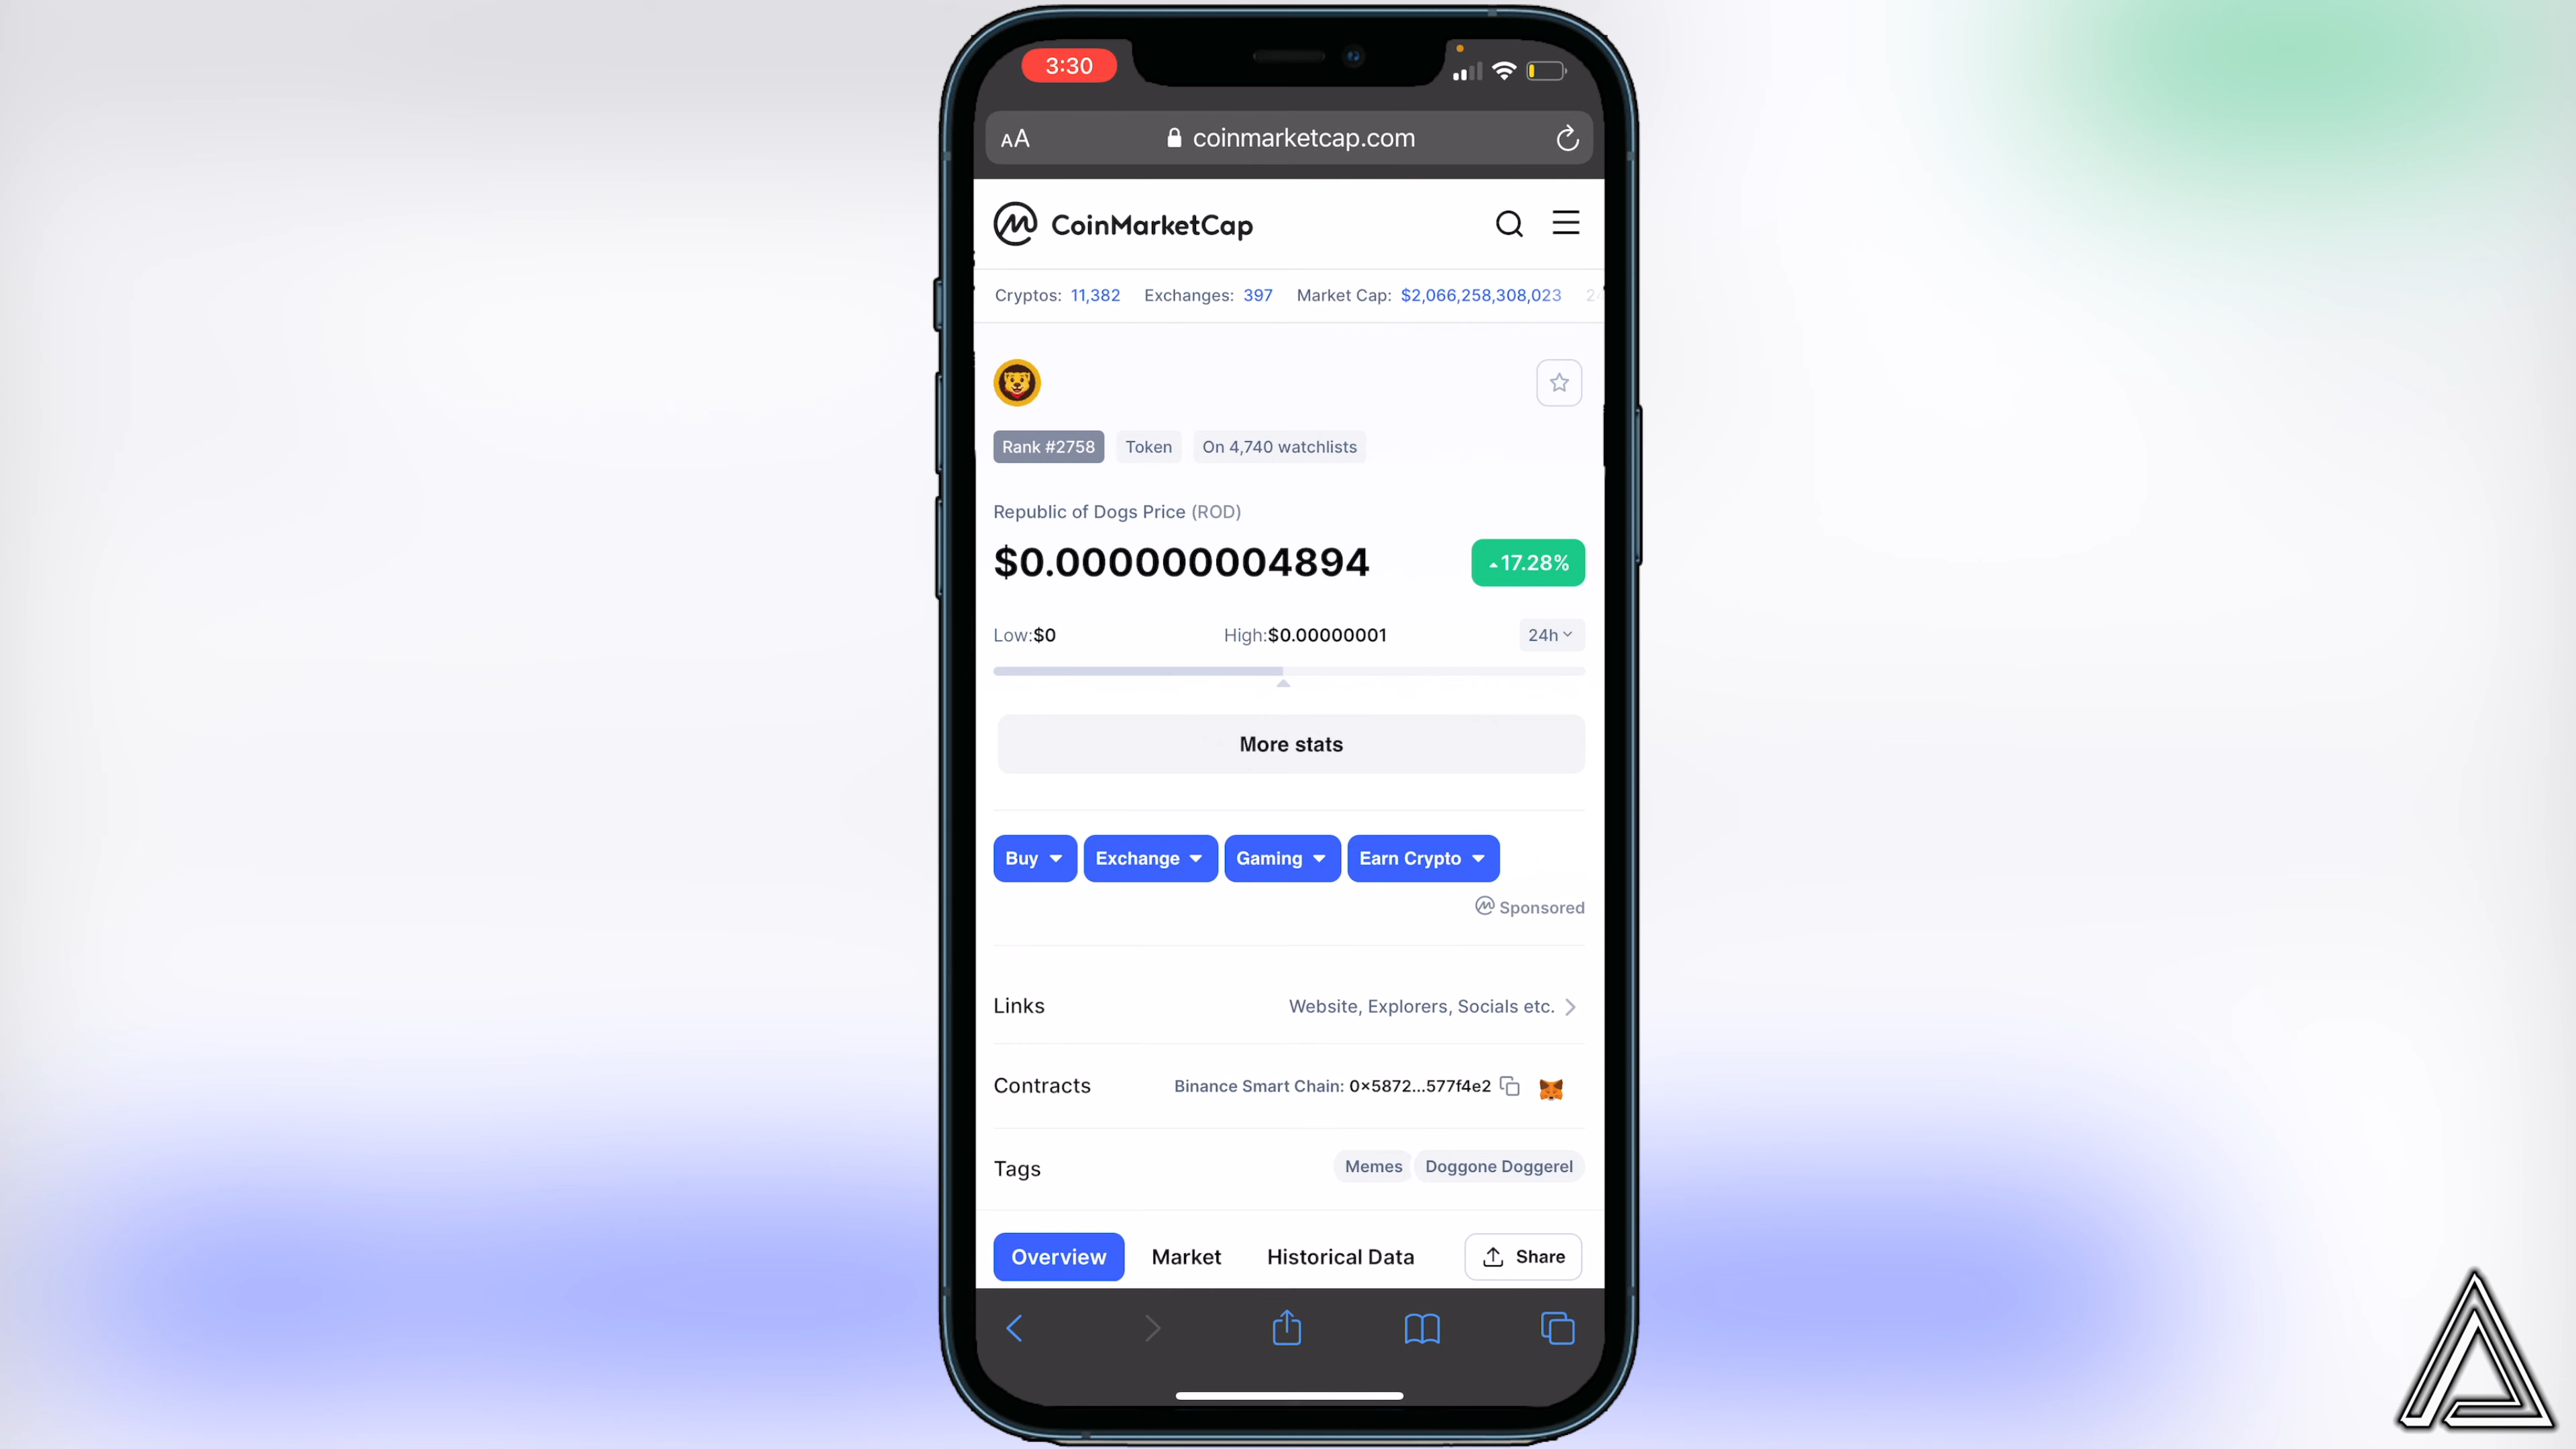 3:30
AA coinmarketcap.com
CoinMarketCap
Cryptos: 11,382 Exchanges: 397 Market Cap: $2,066,258,308,023
Rank #2758 Token On 4,740 watchlists
Republic of Dogs Price (ROD)
$0.000000004894 17.28%
Low:$0 High:$0.00000001 24h
More stats
Buy Exchange Gaming Earn Crypto
Sponsored
Links Website, Explorers, Socials etc.
Contracts Binance Smart Chain: 0x5872...577f4e2
Tags Memes Doggone Doggerel
Overview Market Historical Data Share